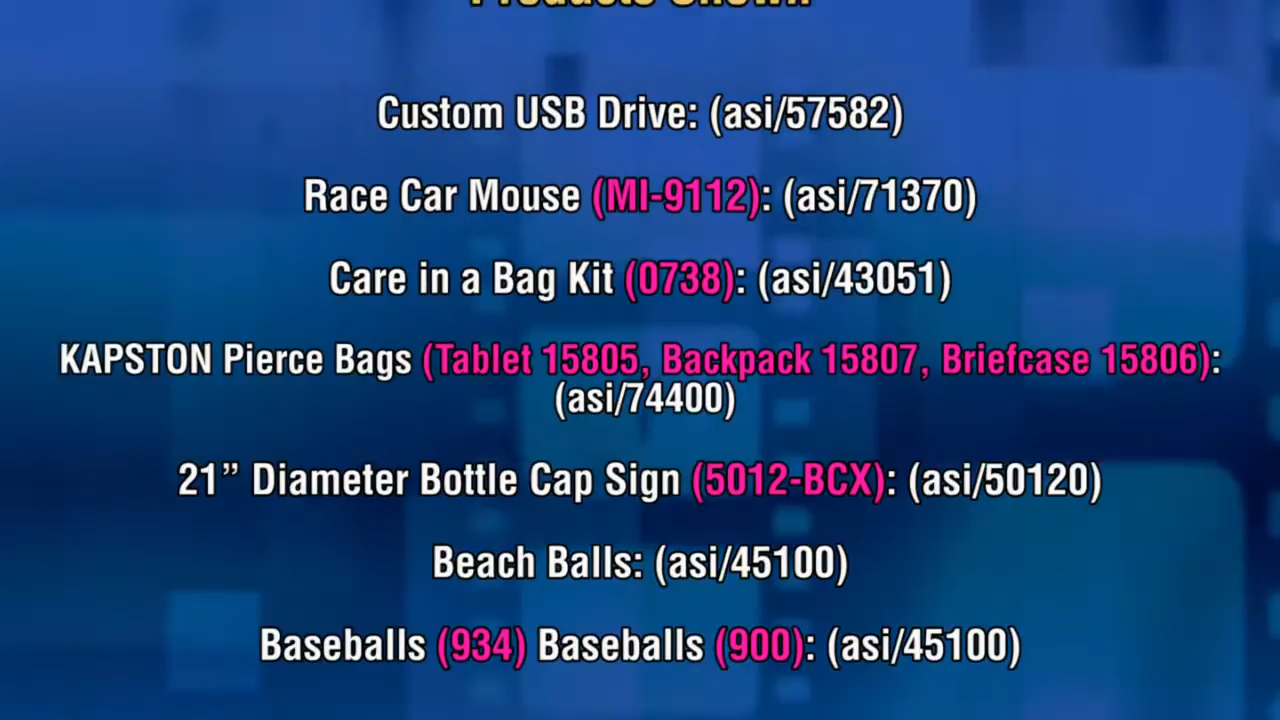 Products Shown
Custom USB Drive: (asi/57582)
Race Car Mouse (MI-9112): (asi/71370)
Care in a Bag Kit (0738): (asi/43051)
KAPSTON Pierce Bags (Tablet 15805, Backpack 15807, Briefcase 15806):
(asi/74400)
21” Diameter Bottle Cap Sign (5012-BCX): (asi/50120)
Beach Balls: (asi/45100)
Baseballs (934) Baseballs (900): (asi/45100)